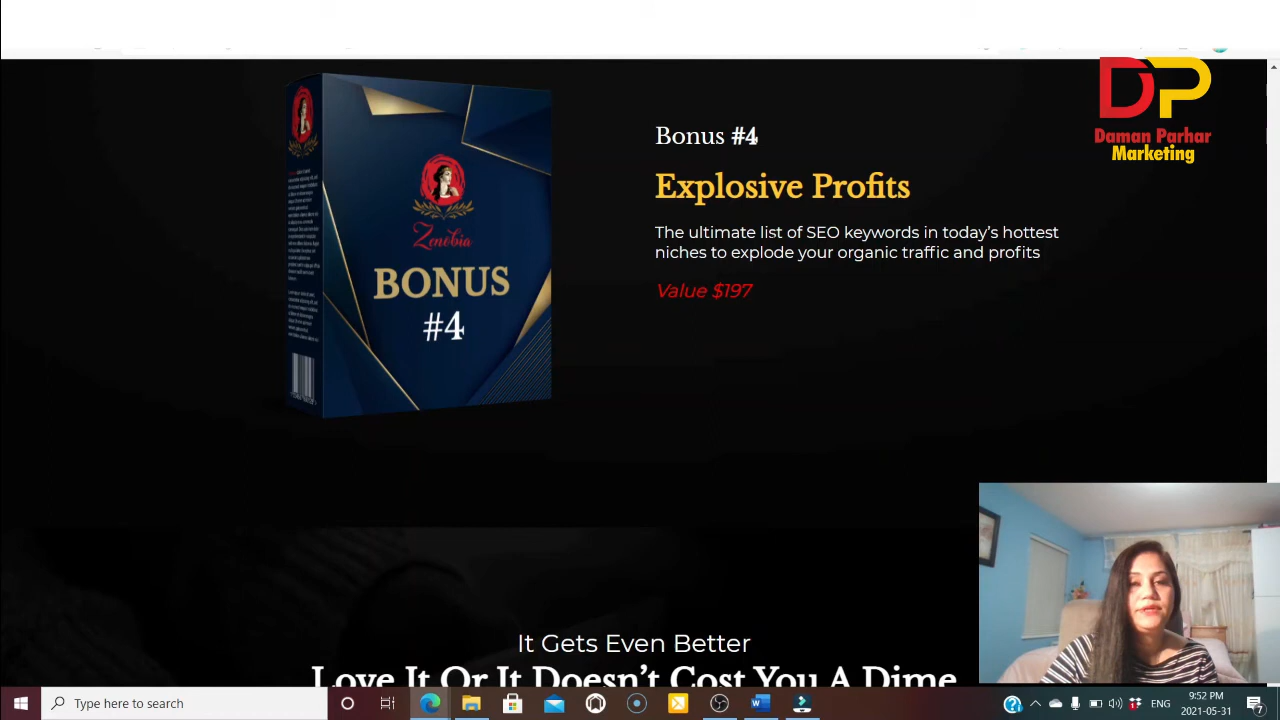 DP
Daman Parhar
Marketing
Bonus #4
Explosive Profits
The ultimate list of SEO keywords in today’s hottest
niches to explode your organic traffic and profits
Value $197
Zenobia
BONUS
#4
It Gets Even Better
Love It Or It Doesn’t Cost You A Dime
Type here to search
ENG
9:52 PM
2021-05-31
7